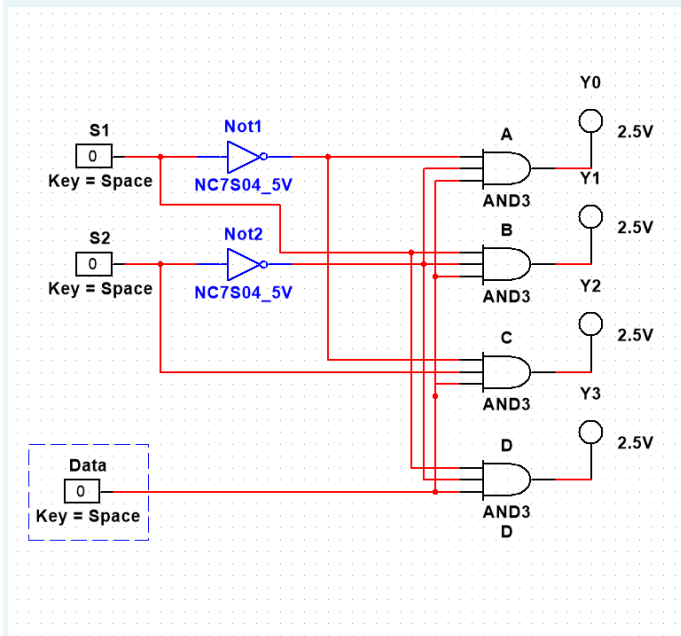 Y0
A
2.5V
S1
Not1
0
Key = Space
NC7S04_5V
AND3
Y1
B
2.5V
S2
Not2
0
Key = Space
NC7S04_5V
AND3
Y2
C
2.5V
AND3
Y3
D
2.5V
Data
0
Key = Space
AND3
D